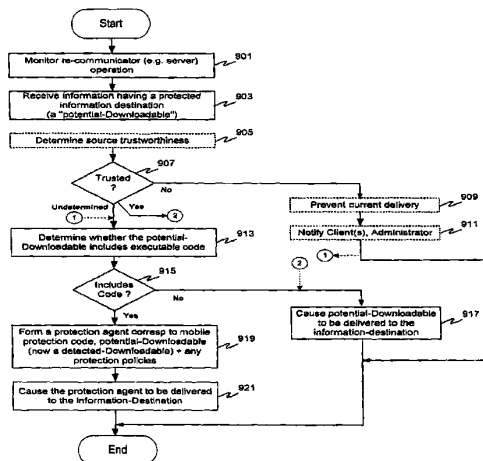 Start
Monitor re-communicator (e.g. server)
operation
901
Receive information having a protected
information destination
(a "potential-Downloadable")
903
Determine source trustworthiness
905
907
Trusted
?
No
Undetermined
Yes
1
2
Prevent current delivery
909
Notify Client(s), Administrator
911
1
Determine whether the potential-
Downloadable includes executable code
913
915
2
Includes
Code ?
No
Yes
Cause potential-Downloadable
to be delivered to the
information-destination
917
Form a protection agent corresp to mobile
protection code, potential-Downloadable
(now a detected-Downloadable) + any
protection policies
919
Cause the protection agent to be delivered
to the Information-Destination
921
End